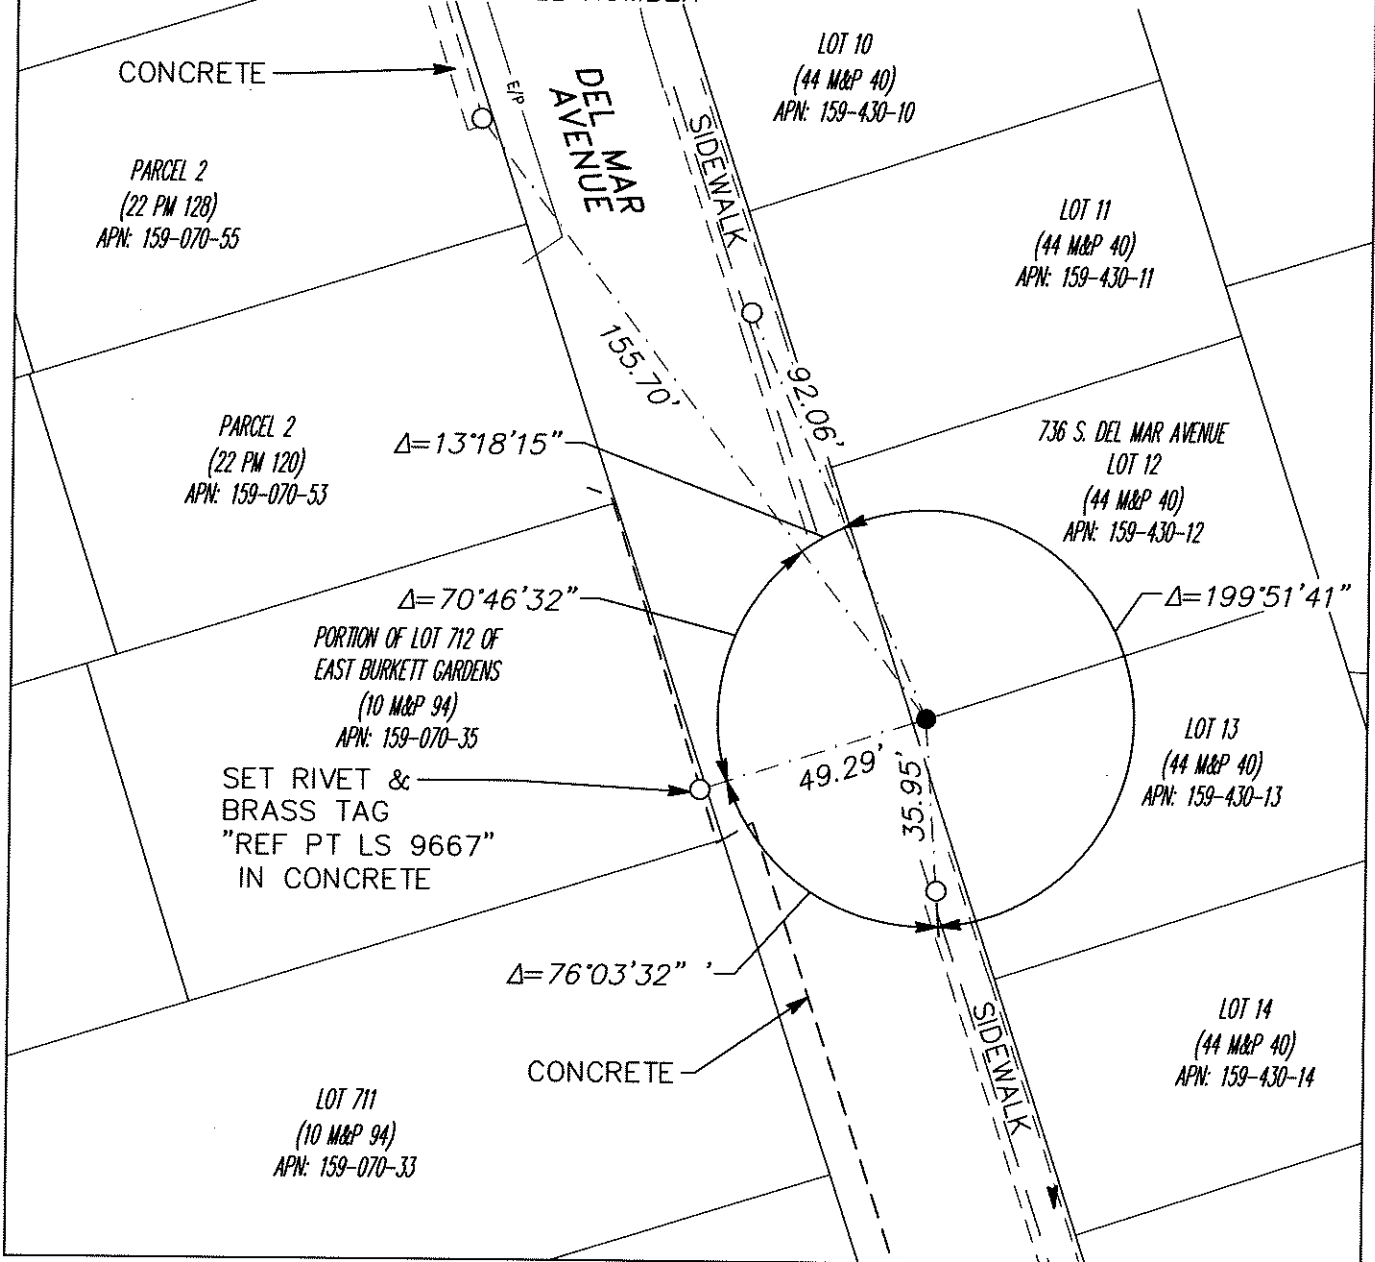 CONCRETE
E/P
DEL MAR
AVENUE
SIDEWALK
LOT 10
(44 M&P 40)
APN: 159-430-10
PARCEL 2
(22 PM 128)
APN: 159-070-55
LOT 11
(44 M&P 40)
APN: 159-430-11
155.70'
92.06'
PARCEL 2
(22 PM 120)
APN: 159-070-53
Δ=13°18'15"
736 S. DEL MAR AVENUE
LOT 12
(44 M&P 40)
APN: 159-430-12
Δ=70°46'32"
Δ=199°51'41"
PORTION OF LOT 712 OF
EAST BURKETT GARDENS
(10 M&P 94)
APN: 159-070-35
SET RIVET &
BRASS TAG
"REF PT LS 9667"
IN CONCRETE
49.29'
35.95'
LOT 13
(44 M&P 40)
APN: 159-430-13
Δ=76°03'32"
CONCRETE
SIDEWALK
LOT 14
(44 M&P 40)
APN: 159-430-14
LOT 711
(10 M&P 94)
APN: 159-070-33